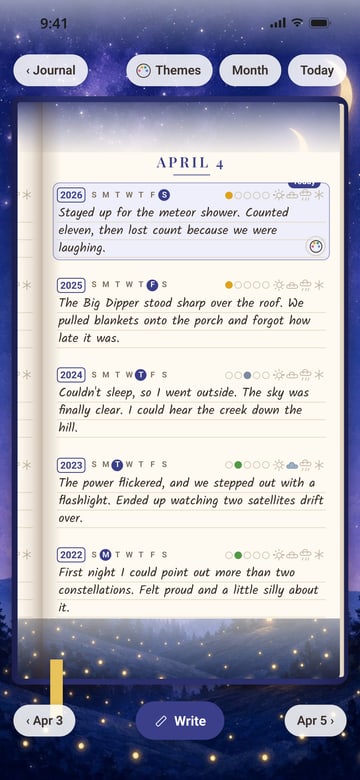 9:41
‹ Journal
Themes
Month
Today
APRIL 4
Today
2026 S M T W T F S
Stayed up for the meteor shower. Counted
eleven, then lost count because we were
laughing.
2025 S M T W T F S
The Big Dipper stood sharp over the roof. We
pulled blankets onto the porch and forgot how
late it was.
2024 S M T W T F S
Couldn't sleep, so I went outside. The sky was
finally clear. I could hear the creek down the
hill.
2023 S M T W T F S
The power flickered, and we stepped out with a
flashlight. Ended up watching two satellites drift
over.
2022 S M T W T F S
First night I could point out more than two
constellations. Felt proud and a little silly about
it.
‹ Apr 3
Write
Apr 5 ›